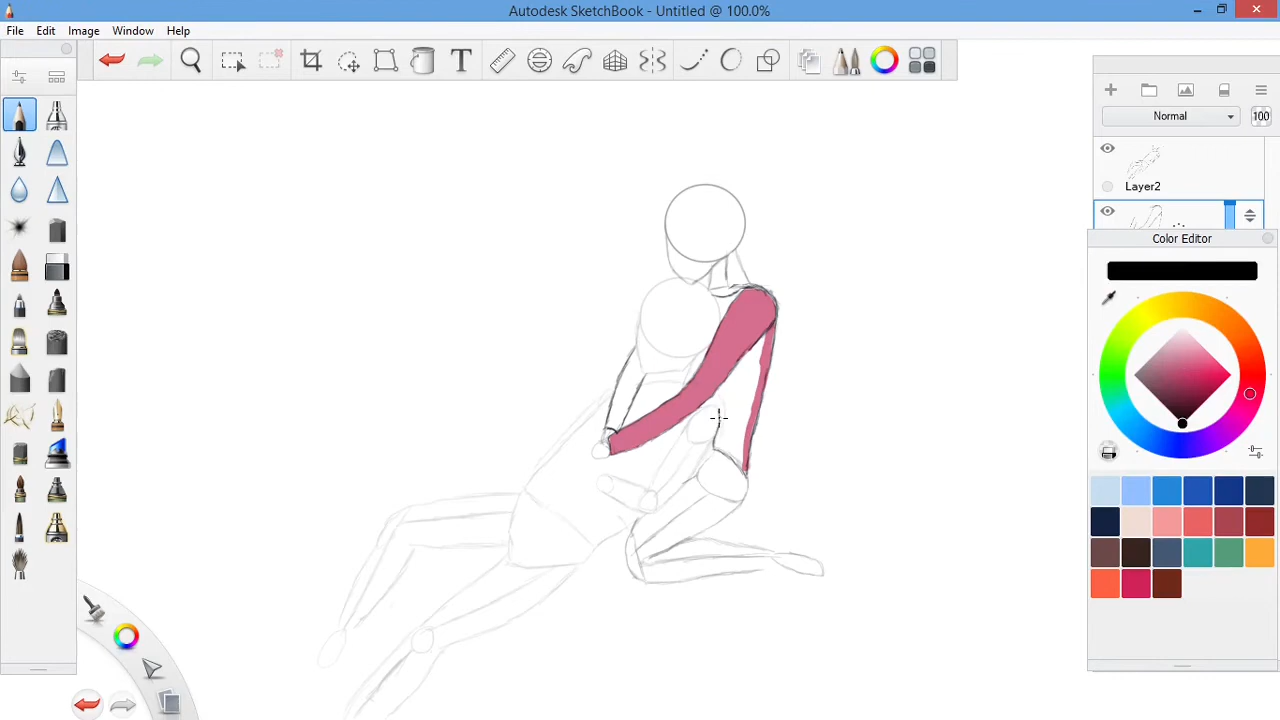 Autodesk SketchBook - Untitled @ 100.0%
File Edit Image Window Help
T
Normal 100
Layer2
Color Editor